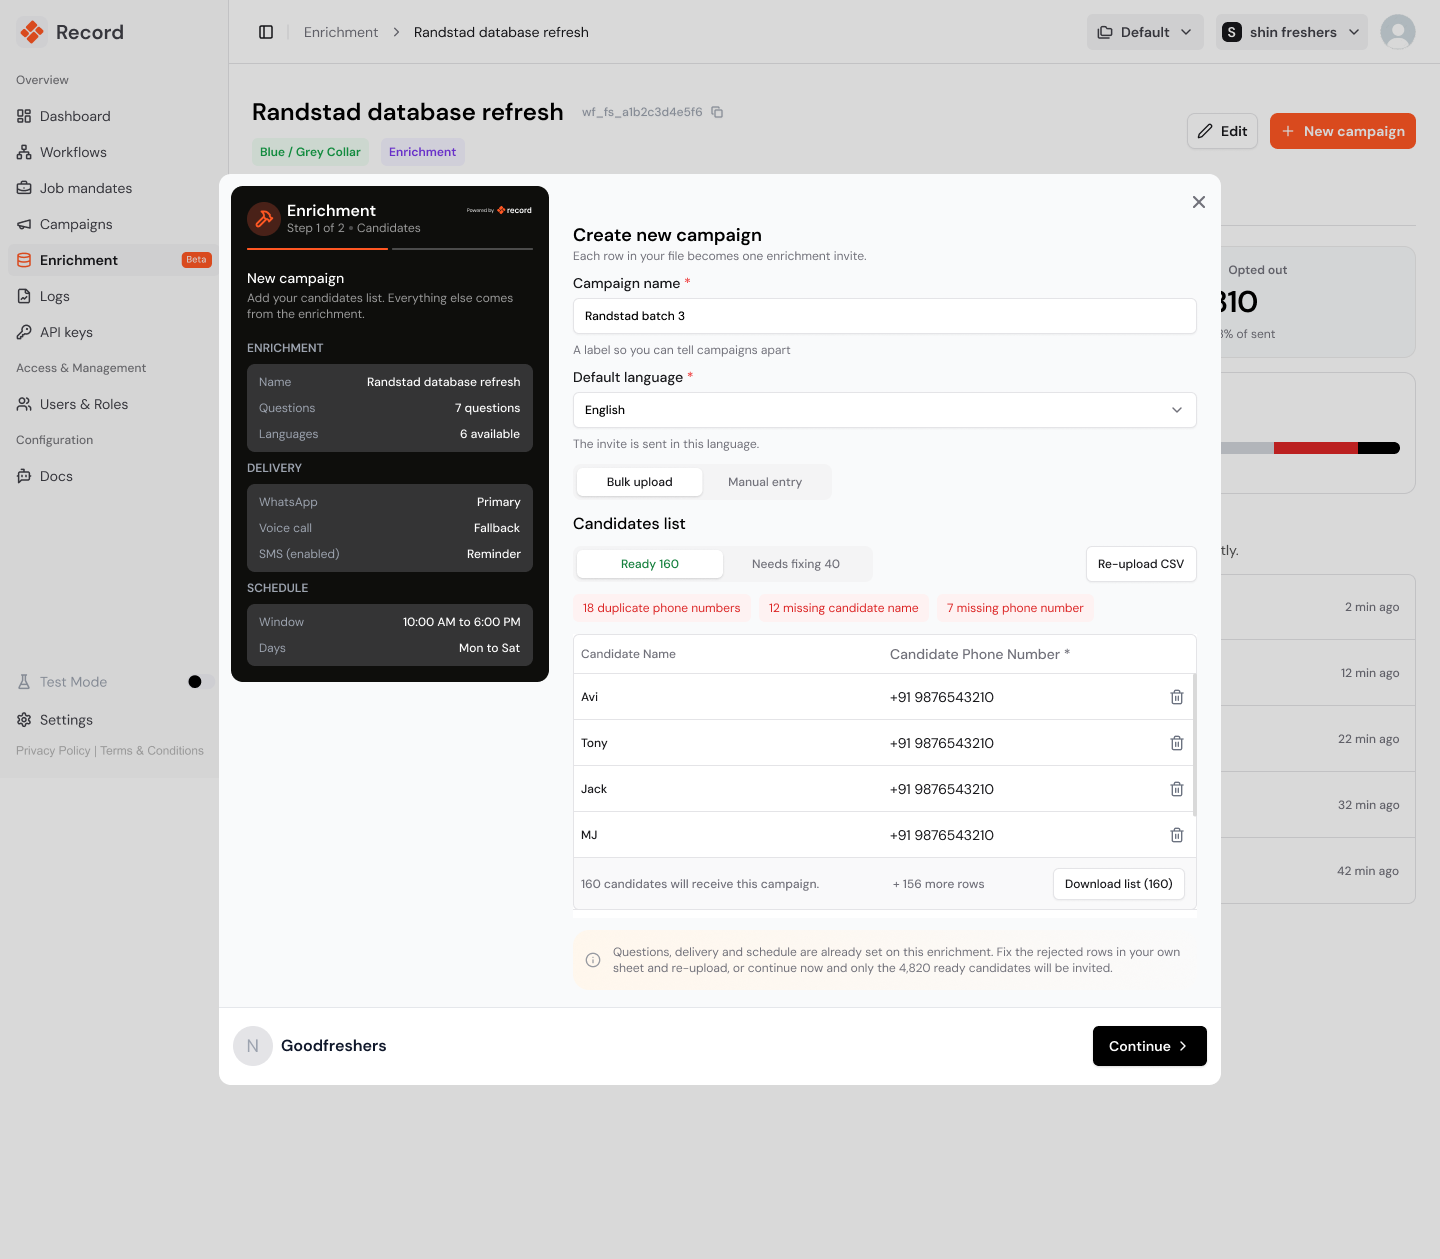 Record
Enrichment > Randstad database refresh
Default
S shin freshers
Overview
Dashboard
Workflows
Job mandates
Campaigns
Enrichment Beta
Logs
API keys
Access & Management
Users & Roles
Configuration
Docs
Test Mode
Settings
Privacy Policy | Terms & Conditions
Randstad database refresh wf_fs_a1b2c3d4e5f6
Blue / Grey Collar Enrichment
Edit
+ New campaign
Opted out
310
% of sent
tly.
2 min ago
12 min ago
22 min ago
32 min ago
42 min ago
Enrichment
Step 1 of 2 • Candidates
Powered by record
New campaign
Add your candidates list. Everything else comes
from the enrichment.
ENRICHMENT
Name Randstad database refresh
Questions 7 questions
Languages 6 available
DELIVERY
WhatsApp Primary
Voice call Fallback
SMS (enabled) Reminder
SCHEDULE
Window 10:00 AM to 6:00 PM
Days Mon to Sat
Create new campaign
Each row in your file becomes one enrichment invite.
Campaign name *
Randstad batch 3
A label so you can tell campaigns apart
Default language *
English
The invite is sent in this language.
Bulk upload Manual entry
Candidates list
Ready 160 Needs fixing 40
Re-upload CSV
18 duplicate phone numbers 12 missing candidate name 7 missing phone number
Candidate Name Candidate Phone Number *
Avi +91 9876543210
Tony +91 9876543210
Jack +91 9876543210
MJ +91 9876543210
160 candidates will receive this campaign. + 156 more rows Download list (160)
Questions, delivery and schedule are already set on this enrichment. Fix the rejected rows in your own
sheet and re-upload, or continue now and only the 4,820 ready candidates will be invited.
N Goodfreshers
Continue